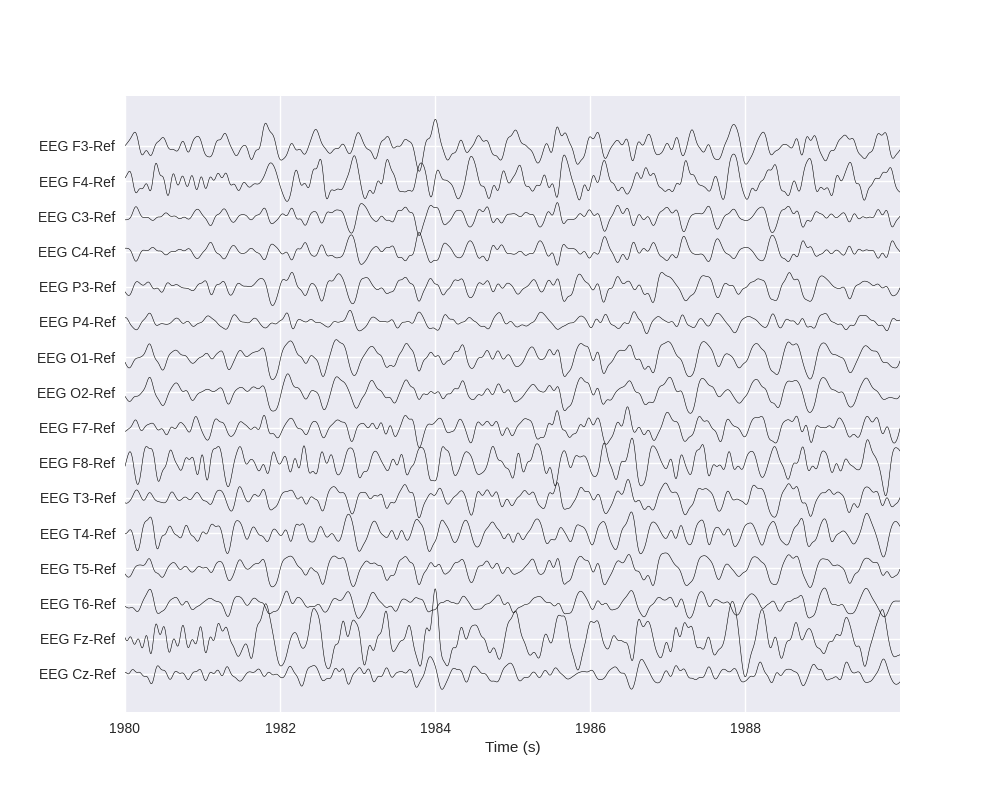 EEG F3-Ref
EEG F4-Ref
EEG C3-Ref
EEG C4-Ref
EEG P3-Ref
EEG P4-Ref
EEG O1-Ref
EEG O2-Ref
EEG F7-Ref
EEG F8-Ref
EEG T3-Ref
EEG T4-Ref
EEG T5-Ref
EEG T6-Ref
EEG Fz-Ref
EEG Cz-Ref
1980 1982 1984 1986 1988
Time (s)